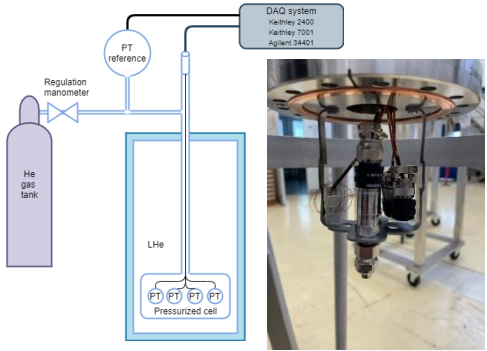 DAQ system
Keithley 2400
Keithley 7001
Agilent 34401
PT
reference
Regulation
manometer
He
gas
tank
LHe
PT PT PT PT
Pressurized cell